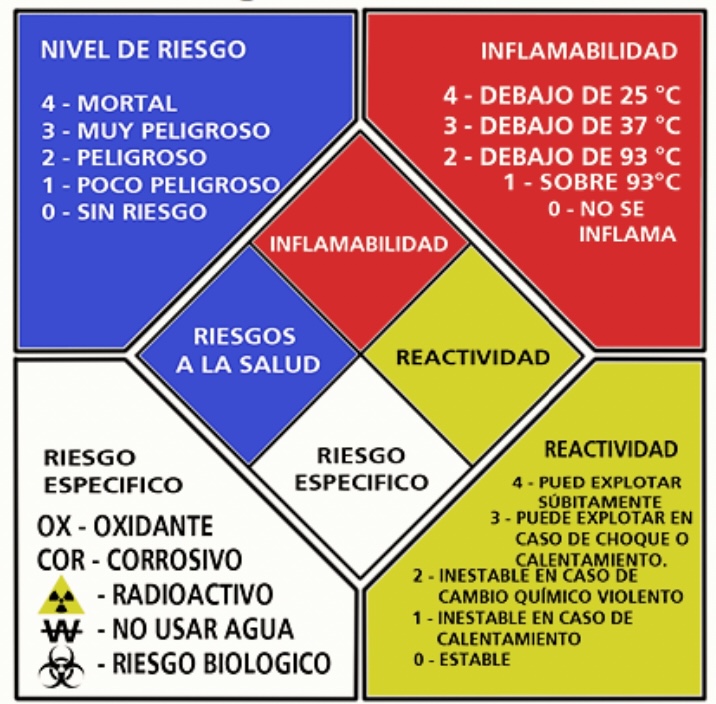 NIVEL DE RIESGO
4 - MORTAL
3 - MUY PELIGROSO
2 - PELIGROSO
1 - POCO PELIGROSO
0 - SIN RIESGO
INFLAMABILIDAD
4 - DEBAJO DE 25 °C
3 - DEBAJO DE 37 °C
2 - DEBAJO DE 93 °C
1 - SOBRE 93°C
0 - NO SE
INFLAMA
INFLAMABILIDAD
RIESGOS
A LA SALUD
REACTIVIDAD
RIESGO
ESPECIFICO
RIESGO
ESPECIFICO
OX - OXIDANTE
COR - CORROSIVO
- RADIOACTIVO
W - NO USAR AGUA
- RIESGO BIOLOGICO
REACTIVIDAD
4 - PUED EXPLOTAR
SÚBITAMENTE
3 - PUEDE EXPLOTAR EN
CASO DE CHOQUE O
CALENTAMIENTO.
2 - INESTABLE EN CASO DE
CAMBIO QUÍMICO VIOLENTO
1 - INESTABLE EN CASO DE
CALENTAMIENTO
0 - ESTABLE